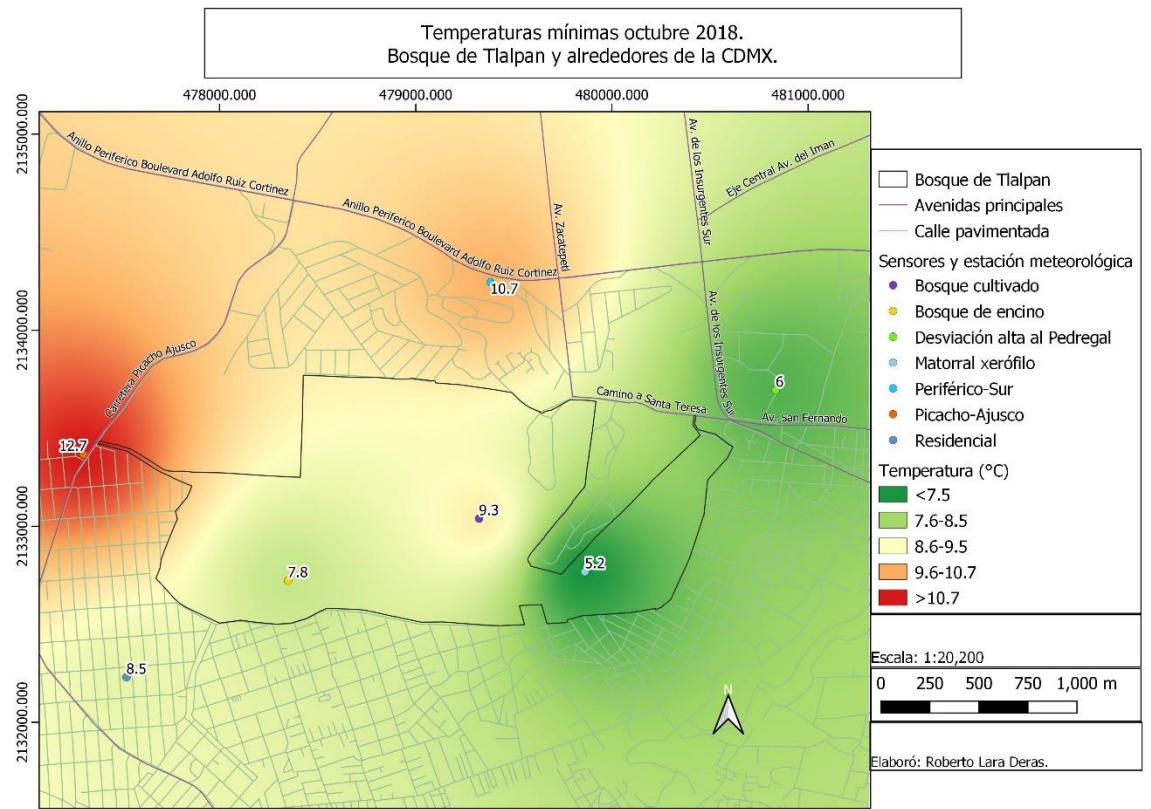 Temperaturas mínimas octubre 2018.
Bosque de Tlalpan y alrededores de la CDMX.
478000.000
479000.000
480000.000
481000.000
2135000.000
2134000.000
2133000.000
2132000.000
Anillo Periferico Boulevard Adolfo Ruiz Cortinez
Anillo Periferico Boulevard Adolfo Ruiz Cortinez
Av. Zacatepetl
Av. de los Insurgentes Sur
Eje Central Av. del Iman
Av. de los Insurgentes Sur
Carretera Picacho Ajusco
Camino a Santa Teresa
Av. San Fernando
10.7
6
12.7
9.3
7.8
5.2
8.5
N
Bosque de Tlalpan
Avenidas principales
Calle pavimentada
Sensores y estación meteorológica
Bosque cultivado
Bosque de encino
Desviación alta al Pedregal
Matorral xerófilo
Periférico-Sur
Picacho-Ajusco
Residencial
Temperatura (°C)
<7.5
7.6-8.5
8.6-9.5
9.6-10.7
>10.7
Escala: 1:20,200
0 250 500 750 1,000 m
Elaboró: Roberto Lara Deras.